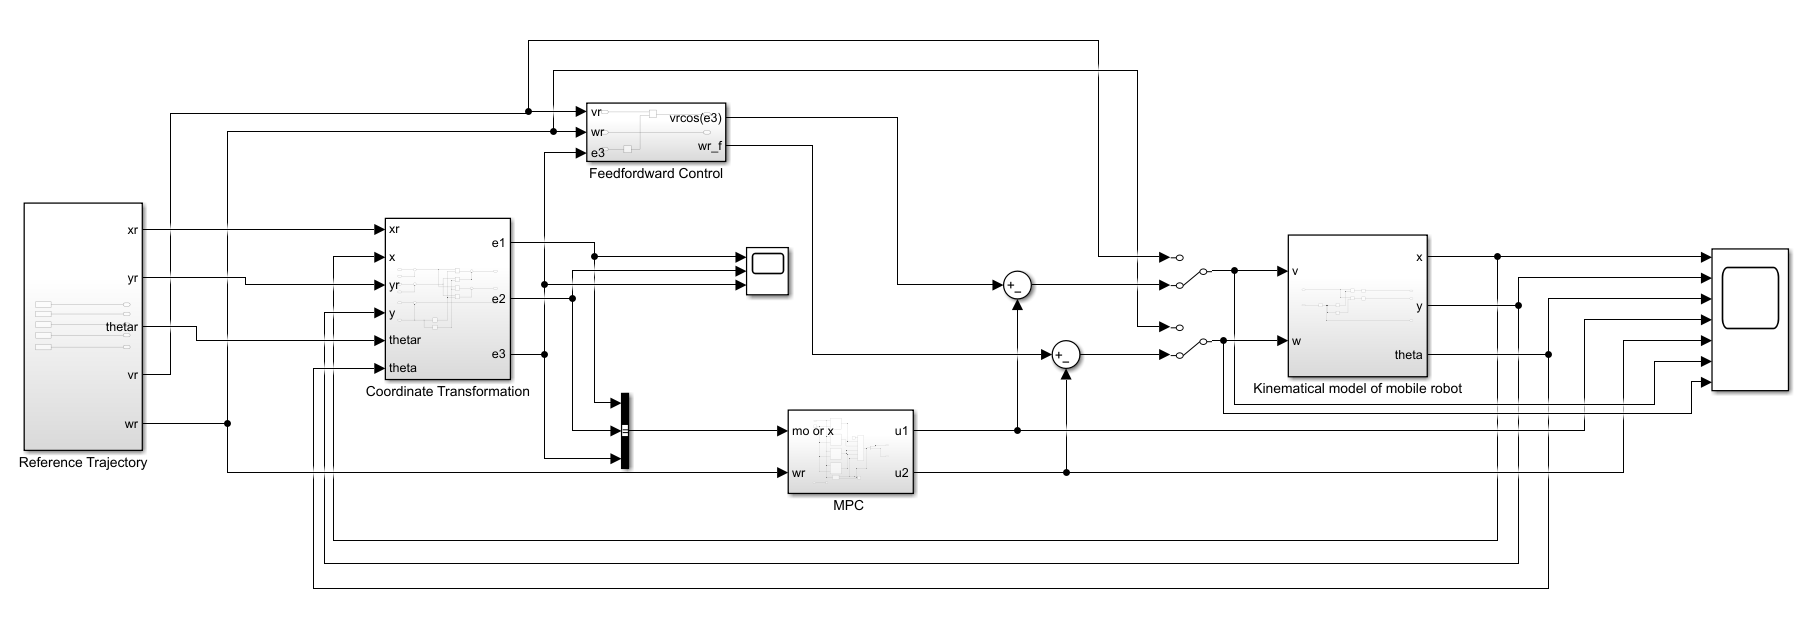 vr
wr
e3
vrcos(e3)
wr_f
Feedfordward Control
xr
yr
thetar
vr
wr
Reference Trajectory
xr
x
yr
y
thetar
theta
e1
e2
e3
Coordinate Transformation
mo or x
wr
u1
u2
MPC
+
−
+
−
v
w
x
y
theta
Kinematical model of mobile robot